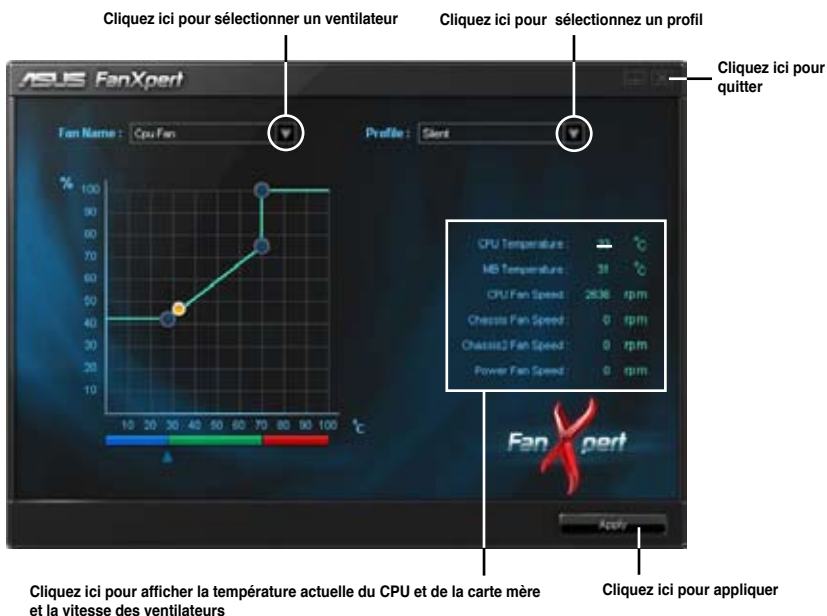 Cliquez ici pour sélectionner un ventilateur
Cliquez ici pour  sélectionnez un profil
Cliquez ici pour
quitter
ASUS FanXpert
Fan Name : Cpu Fan
Profile : Silent
%
100
90
80
70
60
50
40
30
20
10
10 20 30 40 50 60 70 80 90 100 °C
CPU Temperature : °C
MB Temperature : 31 °C
CPU Fan Speed : 2636 rpm
Chassis Fan Speed : 0 rpm
Chassis2 Fan Speed : 0 rpm
Power Fan Speed : 0 rpm
Fan Xpert
Apply
Cliquez ici pour afficher la température actuelle du CPU et de la carte mère
et la vitesse des ventilateurs
Cliquez ici pour appliquer